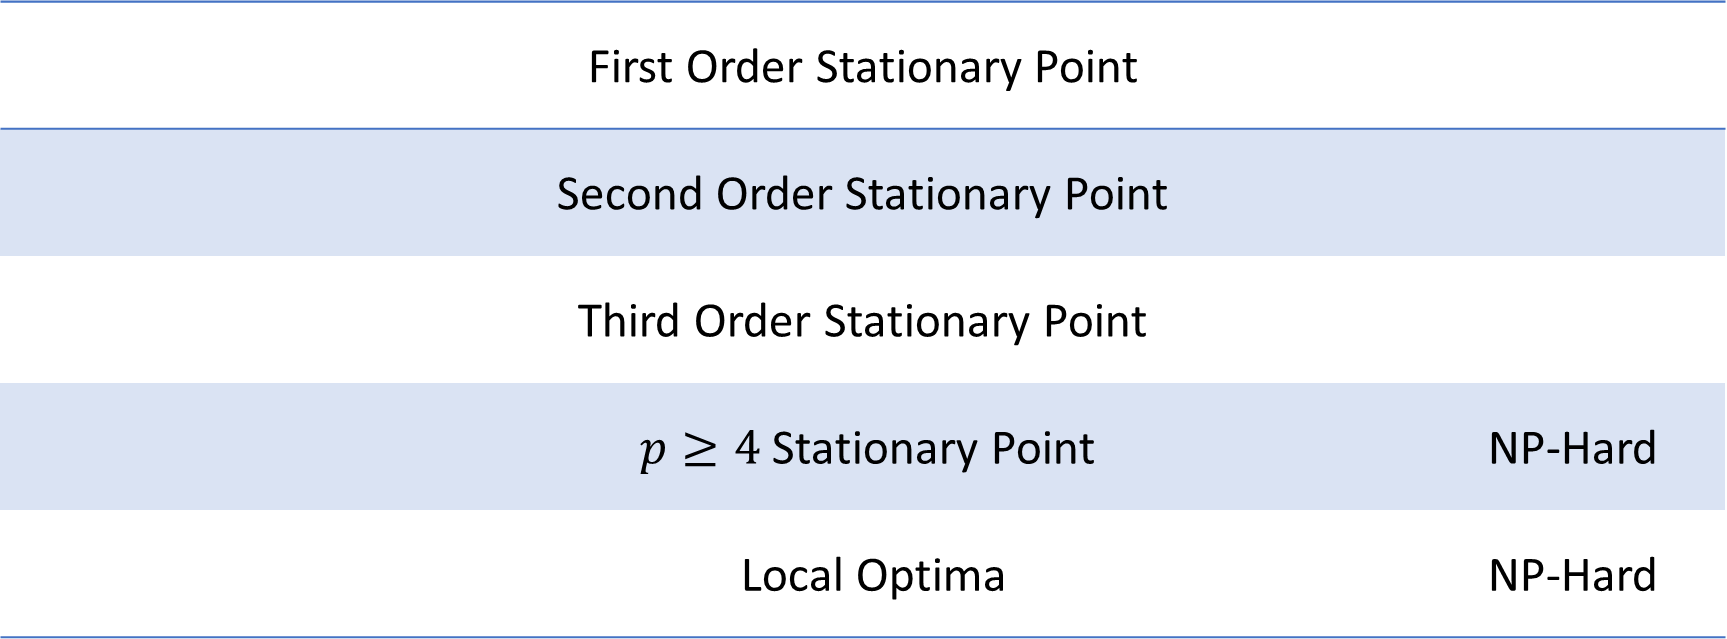 First Order Stationary Point
Second Order Stationary Point
Third Order Stationary Point
𝑝 ≥ 4 Stationary Point NP-Hard
Local Optima NP-Hard